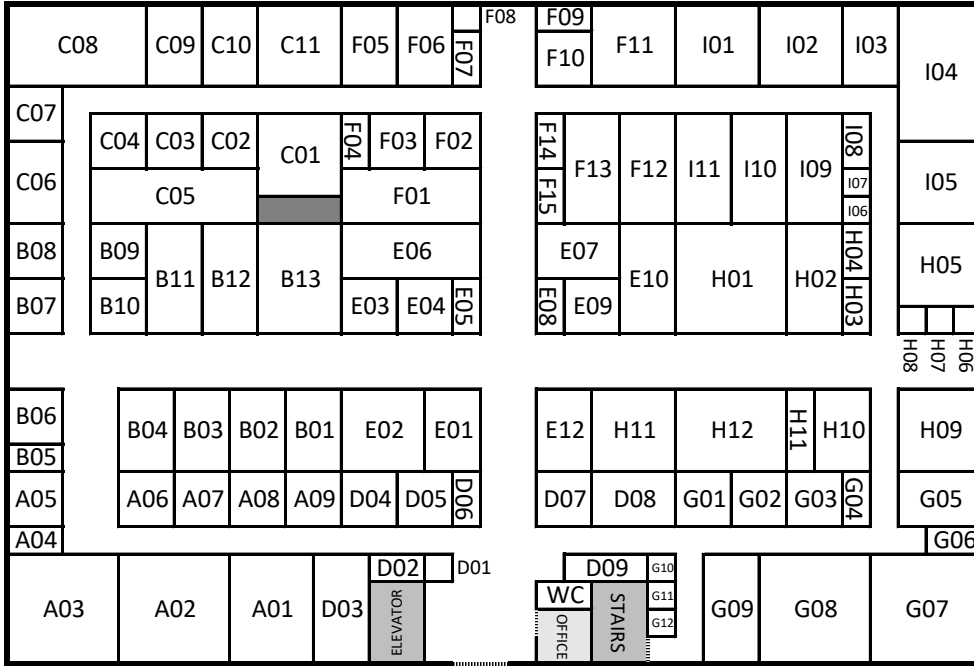 C08 C09 C10 C11 F05 F06 F07 F08 F09 F10 F11 I01 I02 I03 I04
C07
C04 C03 C02 C01 F04 F03 F02 F14 F13 F12 I11 I10 I09 I08
C06 C05 F01 F15 I07 I06 I05
B08 B09 B11 B12 B13 E06 E07 E10 H01 H02 H04 H05
B07 B10 E03 E04 E05 E08 E09 H03
H08 H07 H06
B06 B04 B03 B02 B01 E02 E01 E12 H11 H12 H11 H10 H09
B05
A05 A06 A07 A08 A09 D04 D05 D06 D07 D08 G01 G02 G03 G04 G05
A04 G06
A03 A02 A01 D03 D02 D01 D09 G10 G09 G08 G07
ELEVATOR WC OFFICE STAIRS G11
G12